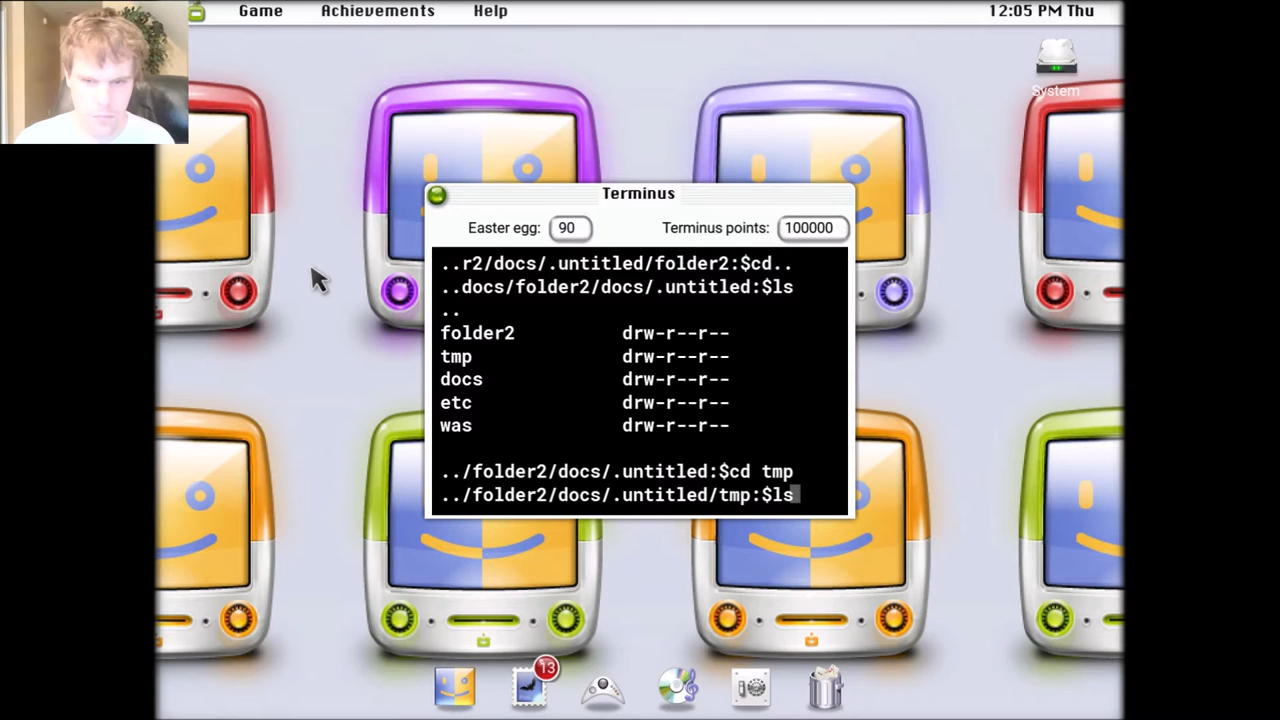 Game Achievements Help 12:05 PM Thu
System
Terminus
Easter egg: 90 Terminus points: 100000
..r2/docs/.untitled/folder2:$cd..
..docs/folder2/docs/.untitled:$ls
..
folder2 drw-r--r--
tmp drw-r--r--
docs drw-r--r--
etc drw-r--r--
was drw-r--r--
../folder2/docs/.untitled:$cd tmp
../folder2/docs/.untitled/tmp:$ls
13